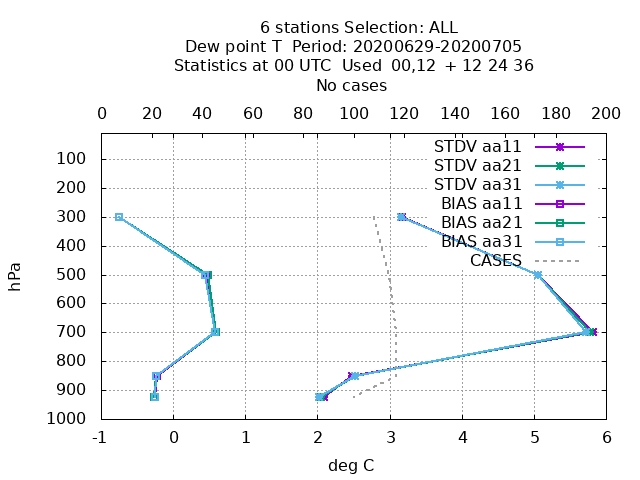 6 stations Selection: ALL
Dew point T  Period: 20200629-20200705
Statistics at 00 UTC  Used  00,12  + 12 24 36
No cases
0 20 40 60 80 100 120 140 160 180 200
STDV aa11
STDV aa21
STDV aa31
BIAS aa11
BIAS aa21
BIAS aa31
CASES
100
200
300
400
500
600
700
800
900
1000
hPa
-1 0 1 2 3 4 5 6
deg C